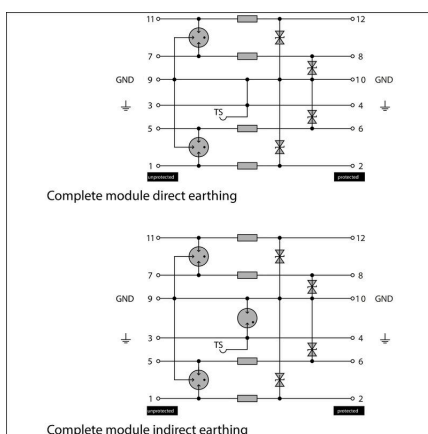 11 12
7 8
GND 9 10 GND
3 4
TS
5 6
1 2
unprotected protected
Complete module direct earthing
11 12
7 8
GND 9 10 GND
3 4
TS
5 6
1 2
unprotected protected
Complete module indirect earthing